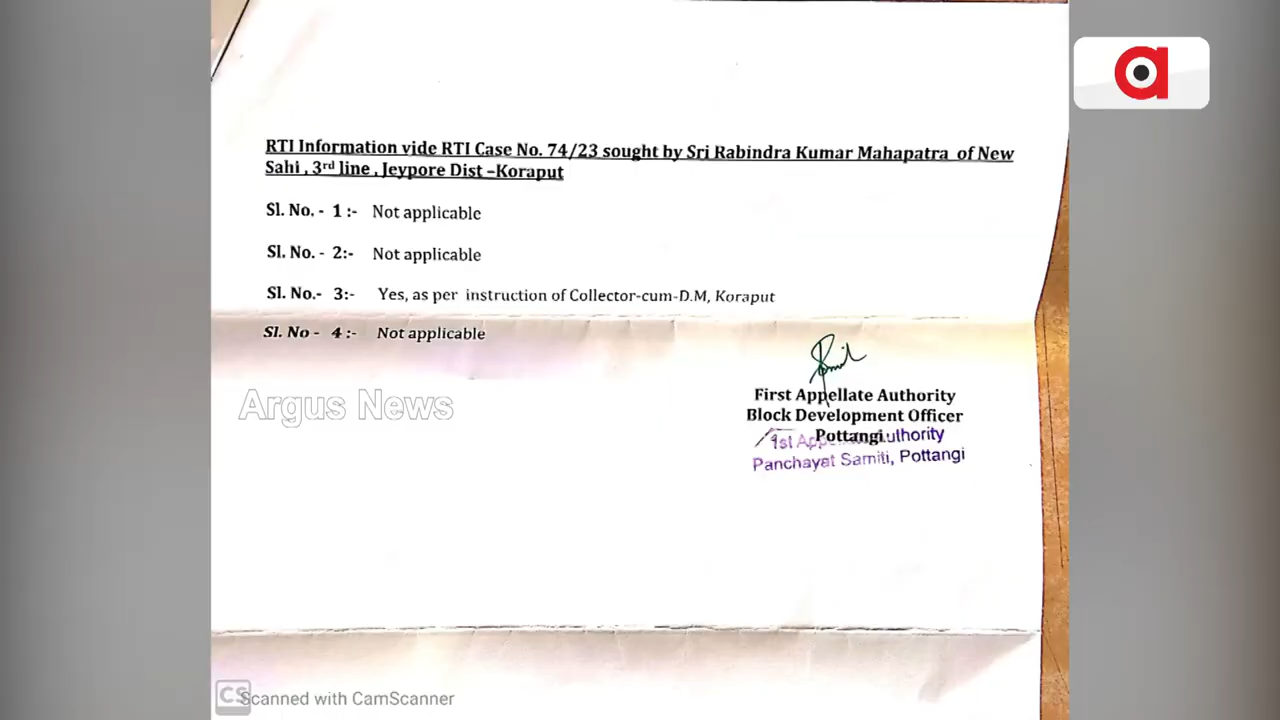 a
RTI Information vide RTI Case No. 74/23 sought by Sri Rabindra Kumar Mahapatra of New
Sahi , 3rd line , Jeypore Dist –Koraput
Sl. No. - 1 :- Not applicable
Sl. No. - 2:- Not applicable
Sl. No.- 3:- Yes, as per instruction of Collector-cum-D.M, Koraput
Sl. No - 4 :- Not applicable
Argus News
First Appellate Authority
Block Development Officer
Pottangi
1st Authority
Panchayat Samiti, Pottangi
CS Scanned with CamScanner